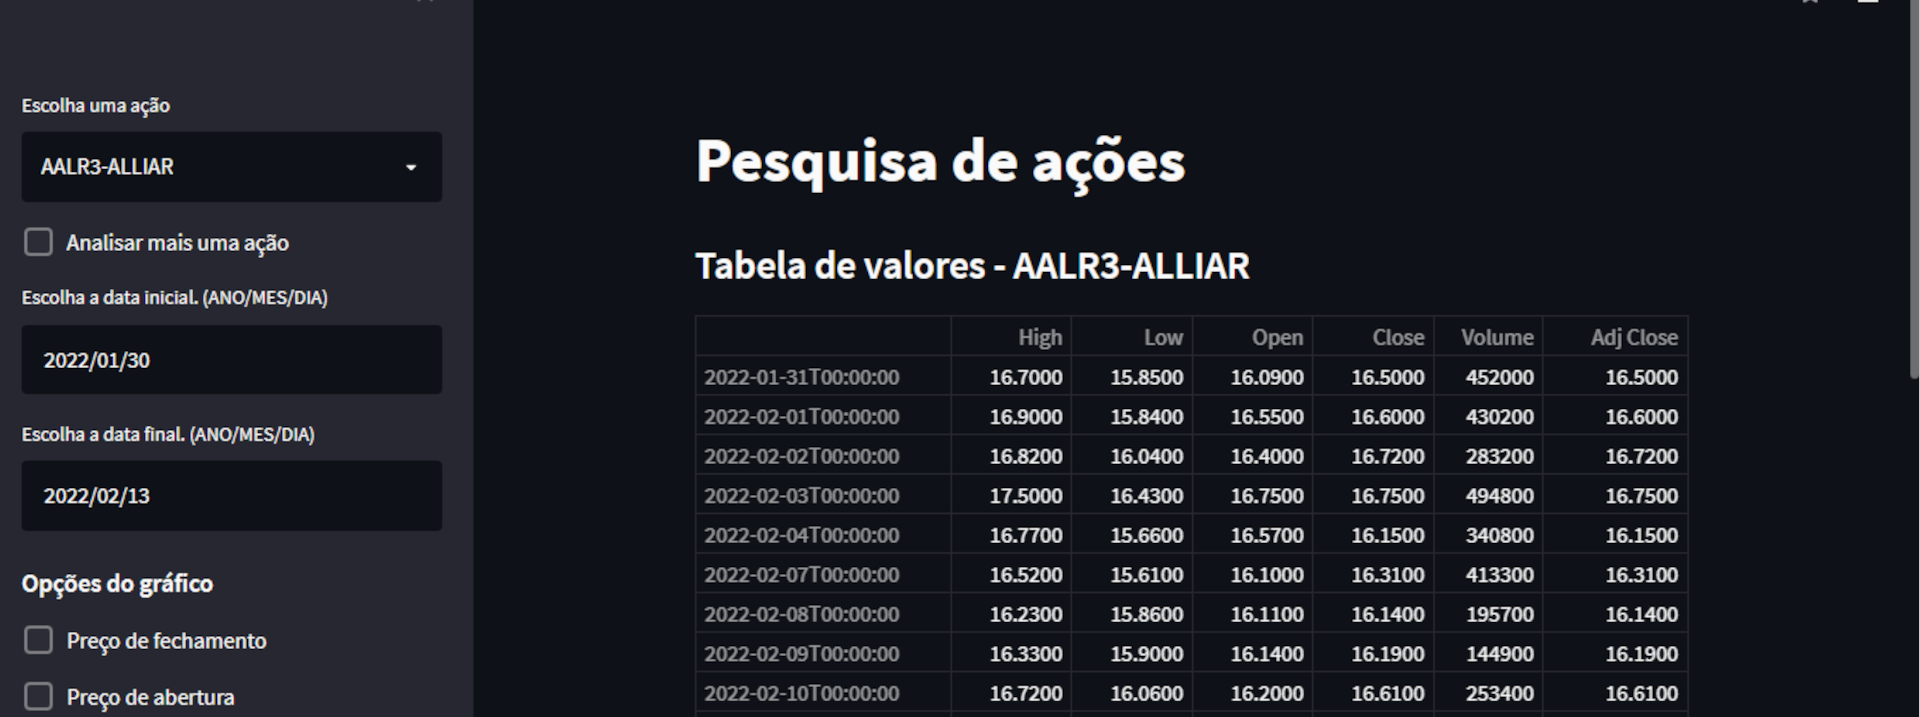 Escolha uma ação
AALR3-ALLIAR
Analisar mais uma ação
Escolha a data inicial. (ANO/MES/DIA)
2022/01/30
Escolha a data final. (ANO/MES/DIA)
2022/02/13
Opções do gráfico
Preço de fechamento
Preço de abertura
Pesquisa de ações
Tabela de valores - AALR3-ALLIAR
High Low Open Close Volume Adj Close
2022-01-31T00:00:00 16.7000 15.8500 16.0900 16.5000 452000 16.5000
2022-02-01T00:00:00 16.9000 15.8400 16.5500 16.6000 430200 16.6000
2022-02-02T00:00:00 16.8200 16.0400 16.4000 16.7200 283200 16.7200
2022-02-03T00:00:00 17.5000 16.4300 16.7500 16.7500 494800 16.7500
2022-02-04T00:00:00 16.7700 15.6600 16.5700 16.1500 340800 16.1500
2022-02-07T00:00:00 16.5200 15.6100 16.1000 16.3100 413300 16.3100
2022-02-08T00:00:00 16.2300 15.8600 16.1100 16.1400 195700 16.1400
2022-02-09T00:00:00 16.3300 15.9000 16.1400 16.1900 144900 16.1900
2022-02-10T00:00:00 16.7200 16.0600 16.2000 16.6100 253400 16.6100